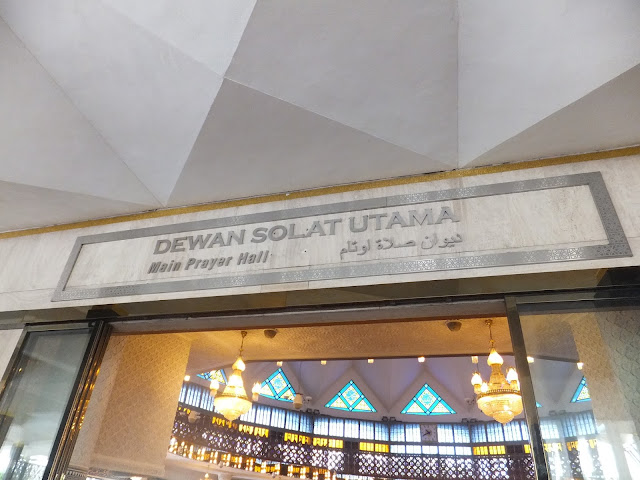 DEWAN SOLAT UTAMA
Main Prayer Hall
ديوان صلاة اوتام